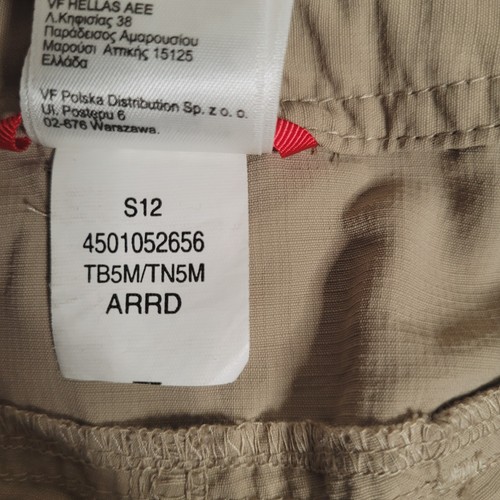 VF HELLAS AEE
Λ.Κηφισίας 38
Παράδεισος Αμαρουσίου
Μαρούσι Αττικής 15125
Ελλάδα
VF Polska Distribution Sp. z o. o.
Ul. Postępu 6
02-676 Warszawa.
S12
4501052656
TB5M/TN5M
ARRD